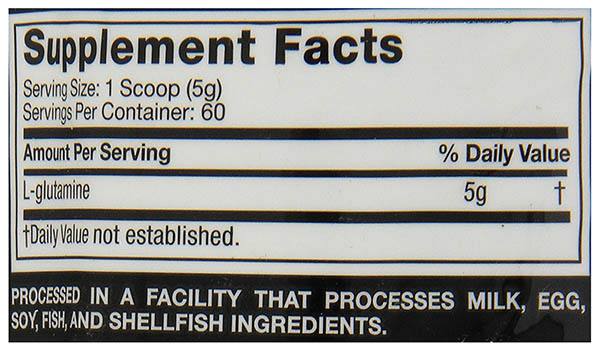 Supplement Facts
Serving Size: 1 Scoop (5g)
Servings Per Container: 60
Amount Per Serving % Daily Value
L-glutamine 5g †
†Daily Value not established.
PROCESSED IN A FACILITY THAT PROCESSES MILK, EGG,
SOY, FISH, AND SHELLFISH INGREDIENTS.